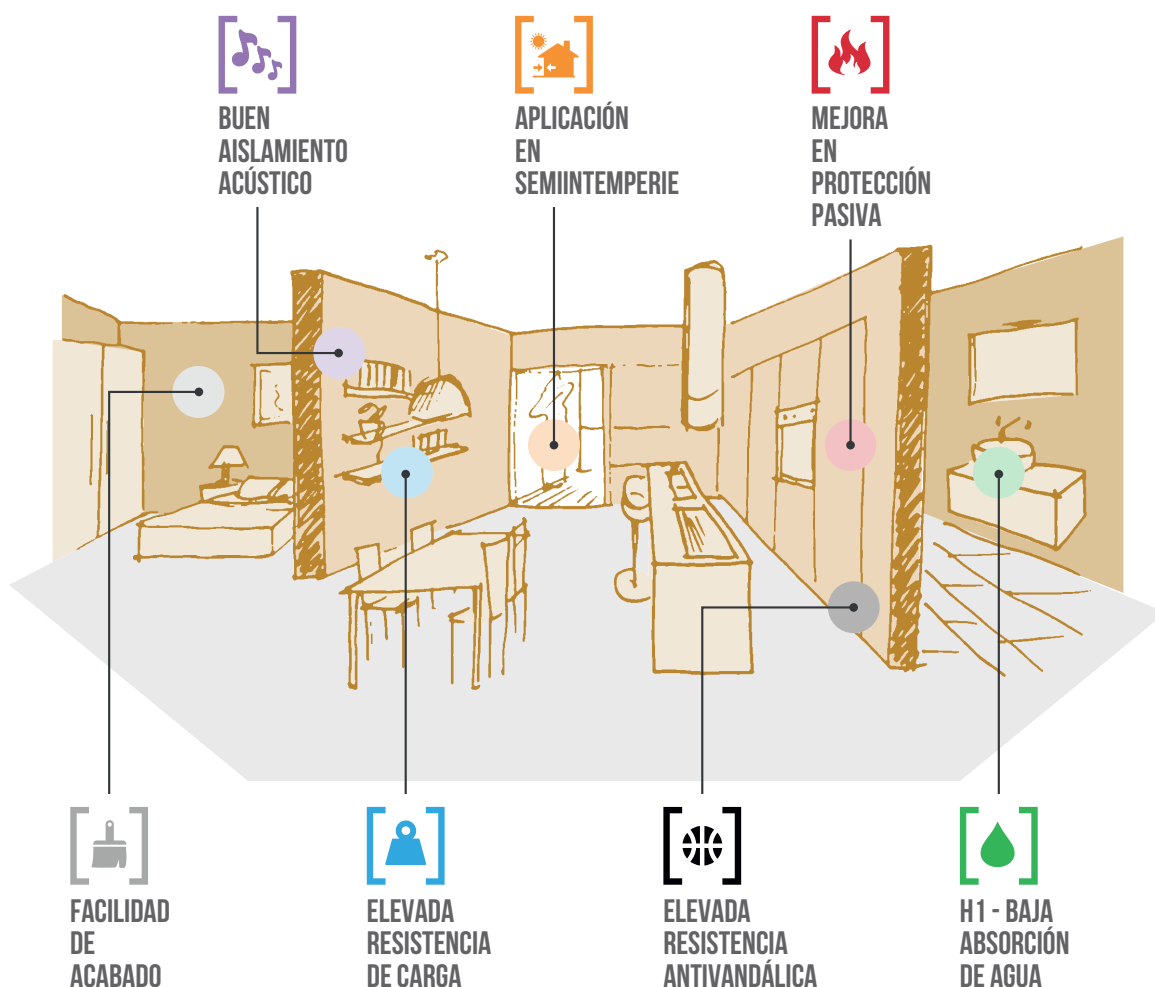 BUEN
AISLAMIENTO
ACÚSTICO
APLICACIÓN
EN
SEMIINTEMPERIE
MEJORA
EN
PROTECCIÓN
PASIVA
FACILIDAD
DE
ACABADO
ELEVADA
RESISTENCIA
DE CARGA
ELEVADA
RESISTENCIA
ANTIVANDÁLICA
H1 - BAJA
ABSORCIÓN
DE AGUA